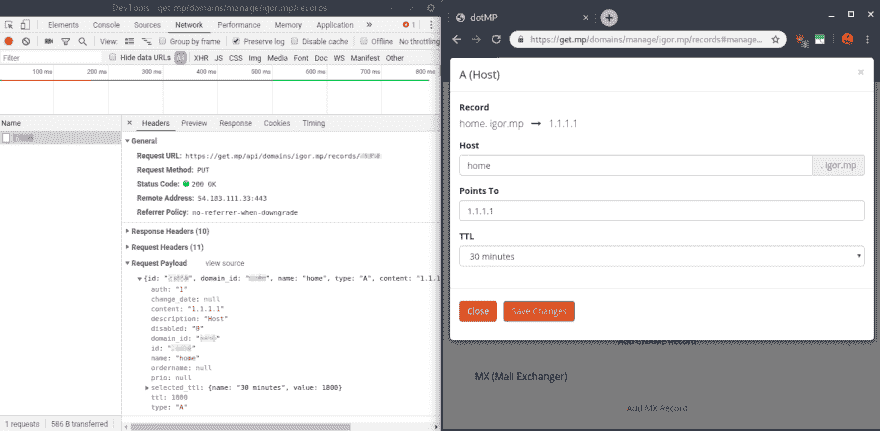 DevTools - get.mp/domains/manage/igor.mp/records
Elements Console Sources Network Performance Memory Application
1
View: Group by frame Preserve log Disable cache Offline No throttling
Filter Hide data URLs All XHR JS CSS Img Media Font Doc WS Manifest Other
100 ms 200 ms 300 ms 400 ms 500 ms 600 ms 700 ms 800 ms
Name
× Headers Preview Response Cookies Timing
General
Request URL: https://get.mp/api/domains/igor.mp/records/
Request Method: PUT
Status Code: 200 OK
Remote Address: 54.183.111.33:443
Referrer Policy: no-referrer-when-downgrade
Response Headers (10)
Request Headers (11)
Request Payload view source
{id: " ", domain_id: " ", name: "home", type: "A", content: "1.1.1
auth: "1"
change_date: null
content: "1.1.1.1"
description: "Host"
disabled: "0"
domain_id: "
id: "
name: "home"
ordername: null
prio: null
selected_ttl: {name: "30 minutes", value: 1800}
ttl: 1800
type: "A"
1 requests 566 B transferred
dotMP
https://get.mp/domains/manage/igor.mp/records#manage...
A (Host)
×
Record
home. igor.mp → 1.1.1.1
Host
home
. igor.mp
Points To
1.1.1.1
TTL
30 minutes
Close Save Changes
Add CNAME Record
MX (Mail Exchanger)
Add MX Record